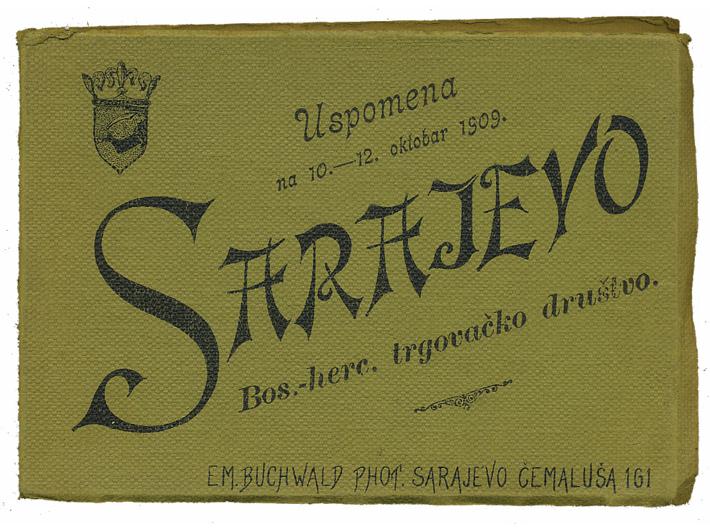 Uspomena
na 10.—12. oktobar 1909.
SARAJEVO
Bos.-herc. trgovačko društvo.
EM. BUCHWALD PHOT. SARAJEVO ČEMALUŠA 161